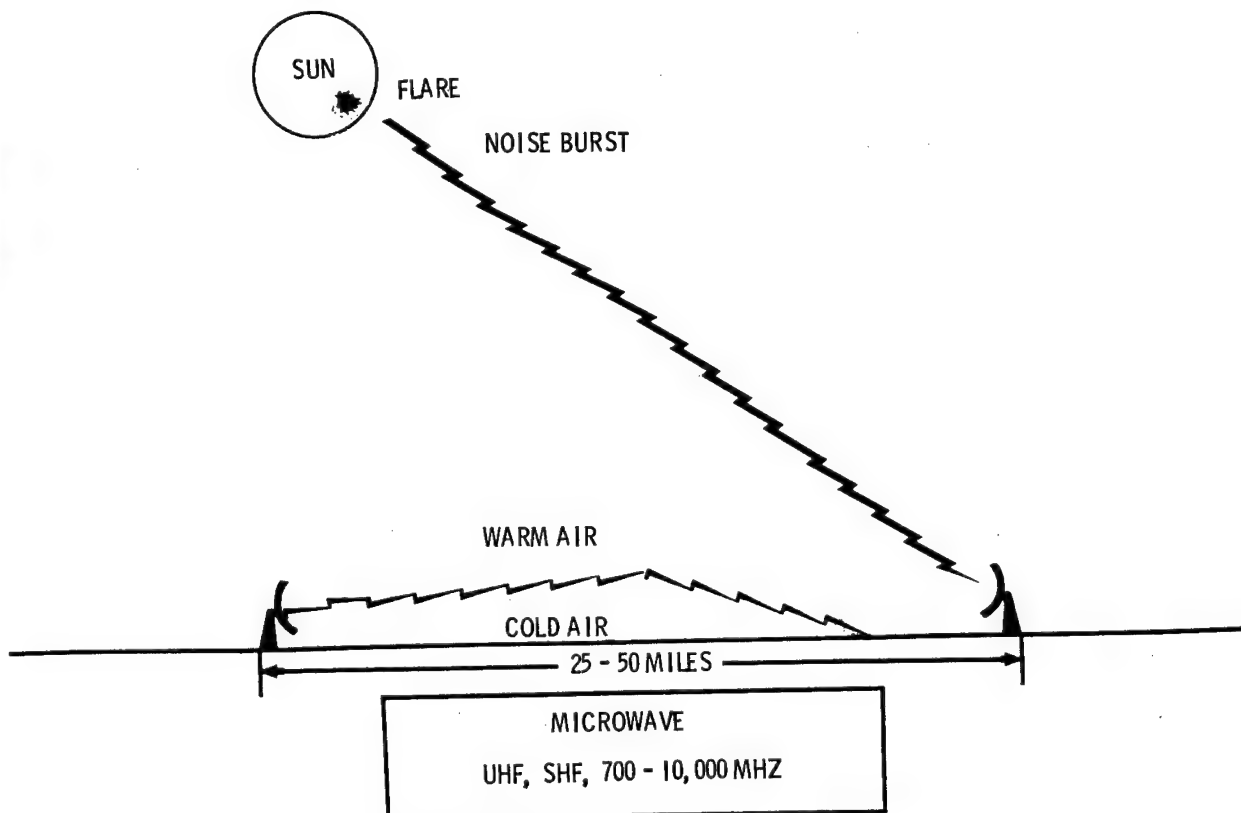 SUN
FLARE
NOISE BURST
WARM AIR
COLD AIR
25 - 50 MILES
MICROWAVE
UHF, SHF, 700 - 10,000 MHZ